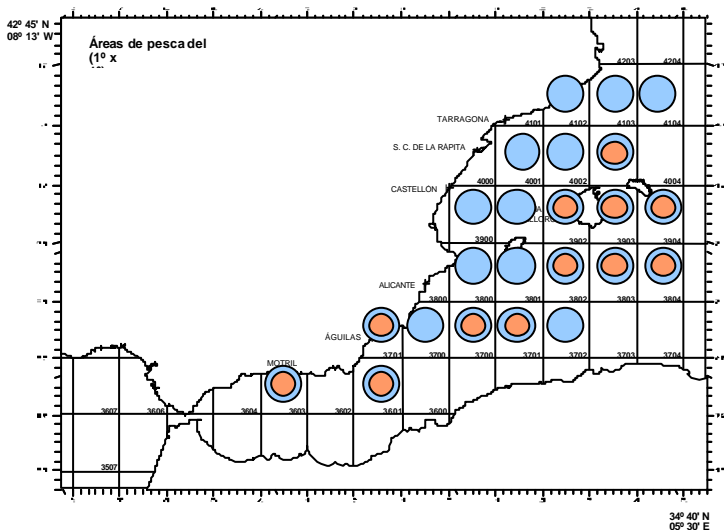 42º 45' N
08º 13' W
Áreas de pesca del
(1º x
4203 4204
TARRAGONA
4101 4102 4103 4104
S. C. DE LA RÁPITA
CASTELLÓN
4000 4001 4002 4004
3900 3902 3903 3904
ALICANTE
3800 3800 3801 3802 3803 3804
ÁGUILAS
3701 3700 3700 3701 3702 3703 3704
MOTRIL
3607 3606 3604 3603 3602 3601 3600
3507
34º 40' N
05º 30' E